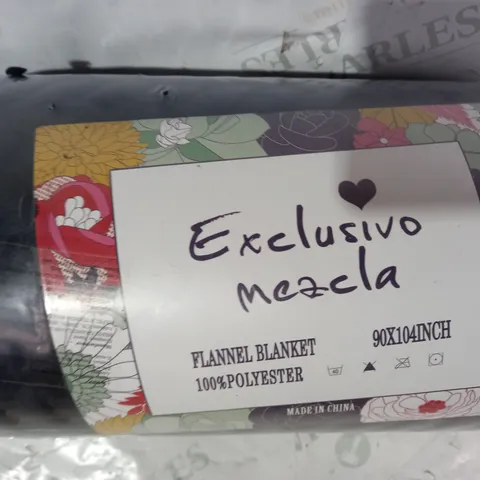 Exclusivo
mezcla
FLANNEL BLANKET
90X104INCH
100%POLYESTER
MADE IN CHINA